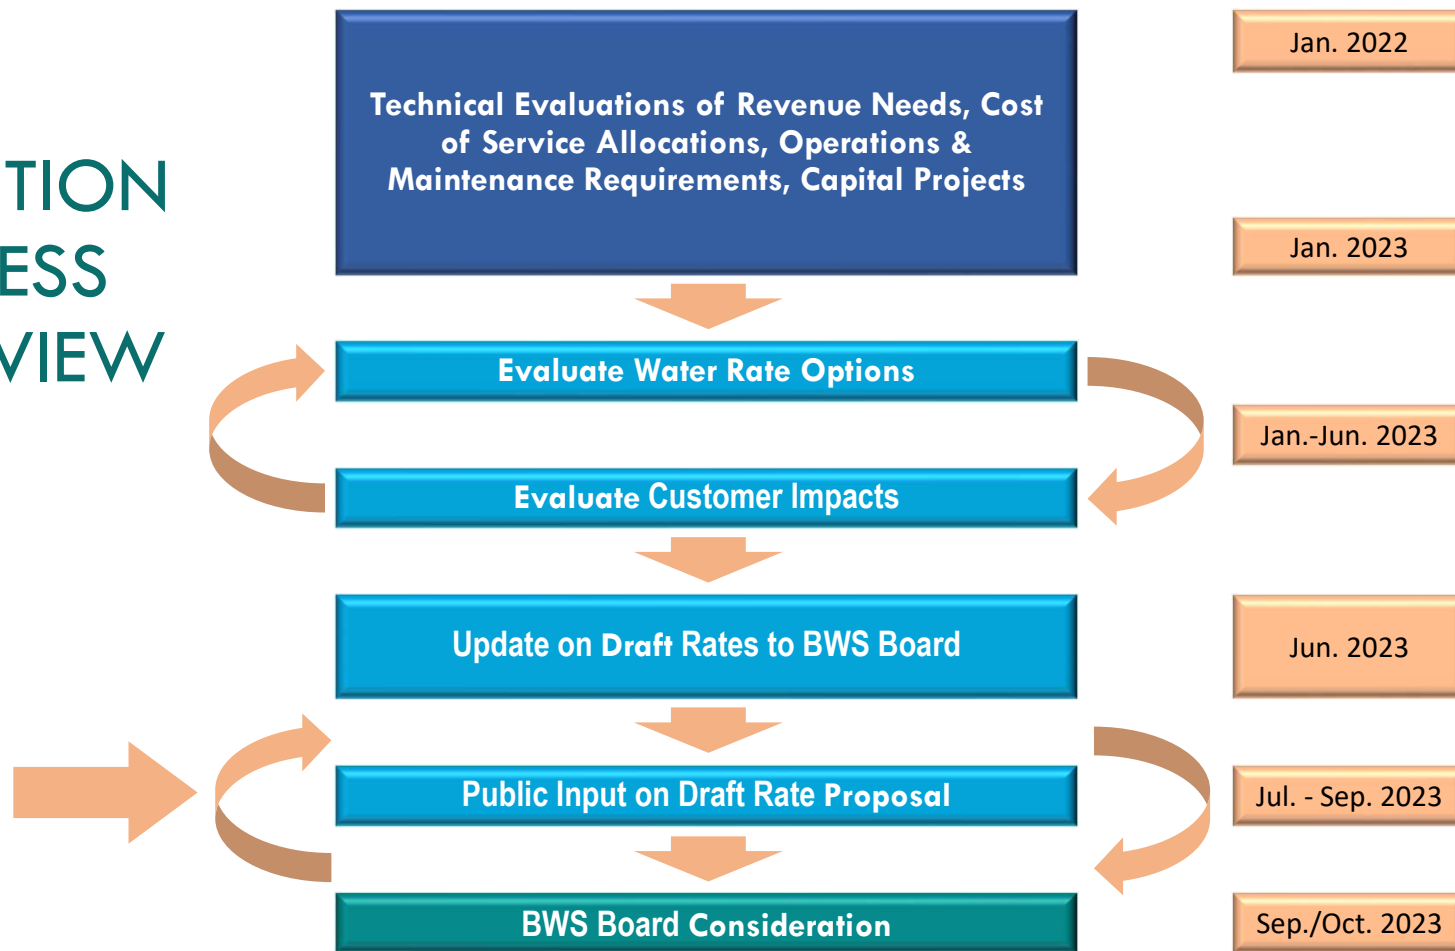 TION
ESS
VIEW
Technical Evaluations of Revenue Needs, Cost
of Service Allocations, Operations &
Maintenance Requirements, Capital Projects
Jan. 2022
Jan. 2023
Evaluate Water Rate Options
Jan.-Jun. 2023
Evaluate Customer Impacts
Update on Draft Rates to BWS Board
Jun. 2023
Public Input on Draft Rate Proposal
Jul. - Sep. 2023
BWS Board Consideration
Sep./Oct. 2023